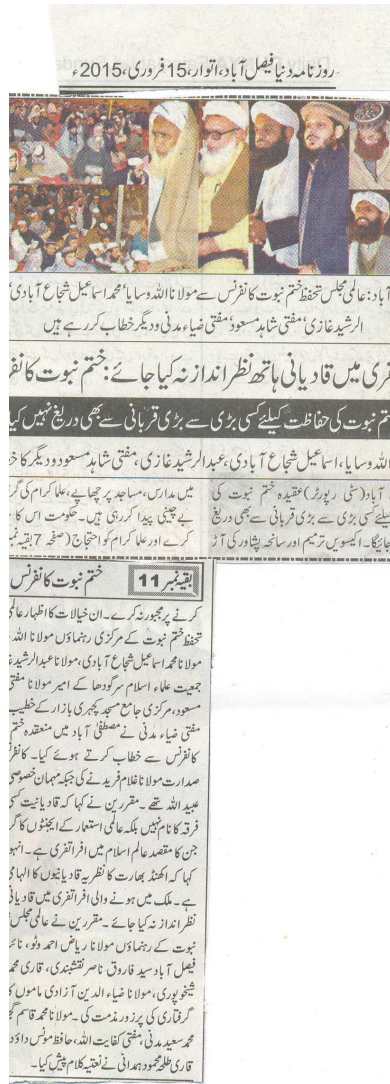 روزنامہ دنیا فیصل آباد، اتوار، 15 فروری، 2015ء
آباد: عالمی مجلس تحفظ ختم نبوت کانفرنس سے مولانا اللہ وسایا، محمد اسماعیل شجاع آبادی،
الرشید غازی، مفتی شاہد مسعود، مفتی ضیاء مدنی و دیگر خطاب کر رہے ہیں
فری میں قادیانی ہاتھ نظر انداز نہ کیا جائے: ختم نبوت کانفر
نبوت کی حفاظت کیلئے کسی بڑی سے بڑی قربانی سے بھی دریغ نہیں کیا
اللہ وسایا، اسماعیل شجاع آبادی، عبدالرشید غازی، مفتی شاہد مسعود و دیگر کا خ
آباد (سٹی رپورٹر) عقیدہ ختم نبوت کی
کیلئے کسی بڑی سے بڑی قربانی سے بھی دریغ
جائیگا۔ اکیسویں ترمیم اور سانحہ پشاور کی آڑ
میں مدارس، مساجد پر چھاپے، علما کرام کی گر
بے چینی پیدا کر رہی ہیں۔ حکومت اس کا
کرے اور علما کرام کو احتجاج (صفحہ 7 بقیہ نمبر
بقیہ نمبر 11 ختم نبوت کانفرنس
کرنے پر مجبور نہ کرے۔ ان خیالات کا اظہار عالمی
تحفظ ختم نبوت کے مرکزی رہنماؤں مولانا اللہ
مولانا محمد اسماعیل شجاع آبادی، مولانا عبدالرشید غ
جمعیت علماء اسلام سرگودھا کے امیر مولانا مفتی
مسعود، مرکزی جامع مسجد کچہری بازار کے خطیب
مفتی ضیاء مدنی نے مصطفیٰ آباد میں منعقدہ ختم
کانفرنس سے خطاب کرتے ہوئے کیا۔ کانفر
صدارت مولانا غلام فرید نے کی جبکہ مہمان خصوصی
عبید اللہ تھے۔ مقررین نے کہا کہ قادیانیت کسی
فرقہ کا نام نہیں بلکہ عالمی استعمار کے ایجنٹوں کا گر
جن کا مقصد عالم اسلام میں افراتفری ہے۔ انہو
کہا کہ اکھنڈ بھارت کا نظریہ قادیانیوں کا الہامی
ہے۔ ملک میں ہونے والی افراتفری میں قادیانی
نظر انداز نہ کیا جائے۔ مقررین نے عالمی مجلس
نبوت کے رہنماؤں مولانا ریاض احمد وٹو، نائب
فیصل آباد سید فاروق ناصر نقشبندی، قاری محمد
شیخوپوری، مولانا ضیاء الدین آزادی ماموں ک
گرفتاری کی پرزور مذمت کی۔ مولانا محمد قاسم گج
محمد سعید مدنی، مفتی کفایت اللہ، حافظ مونس داؤد
قاری طلحہ محمود ہمدانی نے نعتیہ کلام پیش کیا۔